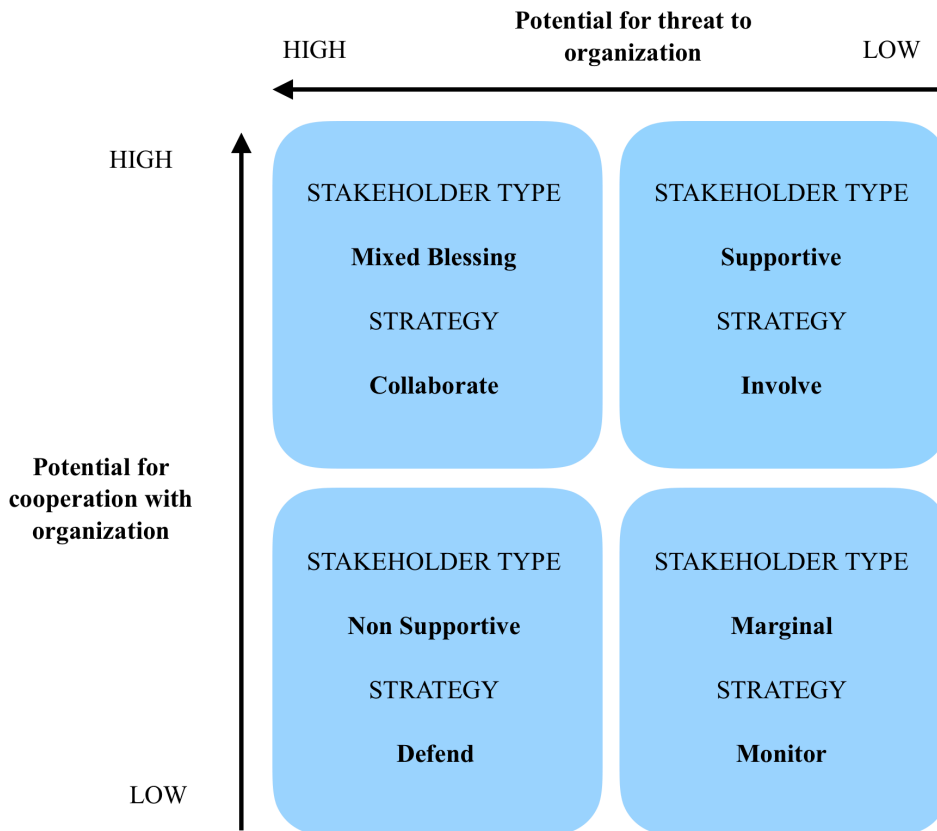 Potential for threat to
organization
HIGH
LOW
HIGH
STAKEHOLDER TYPE
Mixed Blessing
STRATEGY
Collaborate
STAKEHOLDER TYPE
Supportive
STRATEGY
Involve
Potential for
cooperation with
organization
STAKEHOLDER TYPE
Non Supportive
STRATEGY
Defend
STAKEHOLDER TYPE
Marginal
STRATEGY
Monitor
LOW